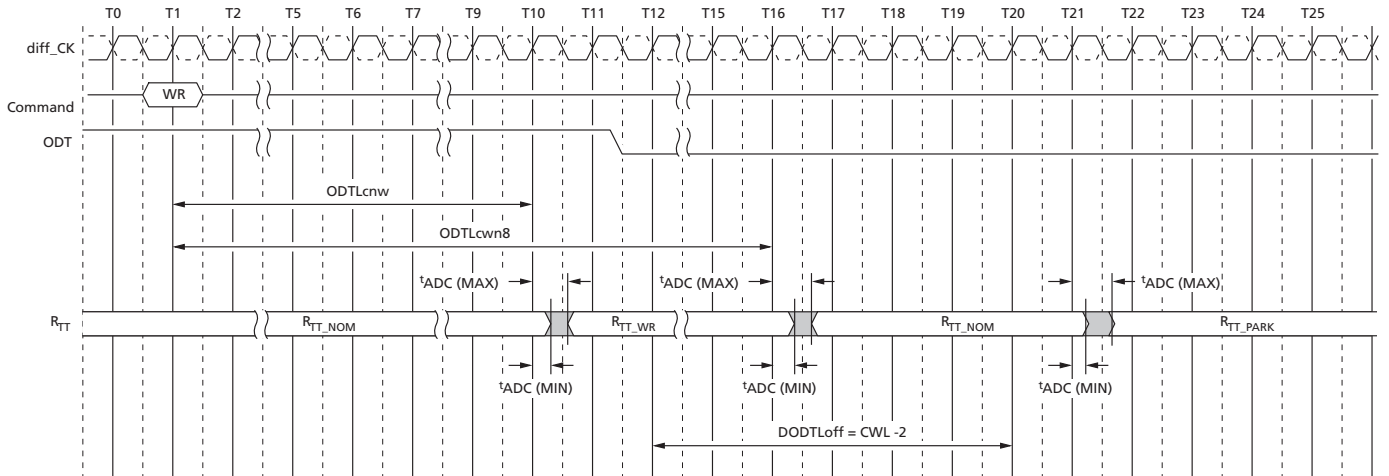 T0 T1 T2 T5 T6 T7 T9 T10 T11 T12 T15 T16 T17 T18 T19 T20 T21 T22 T23 T24 T25
diff_CK
WR
Command
ODT
ODTLcnw
ODTLcwn8
tADC (MAX) tADC (MAX) tADC (MAX)
RTT RTT_NOM RTT_WR RTT_NOM RTT_PARK
tADC (MIN) tADC (MIN) tADC (MIN)
DODTLoff = CWL -2